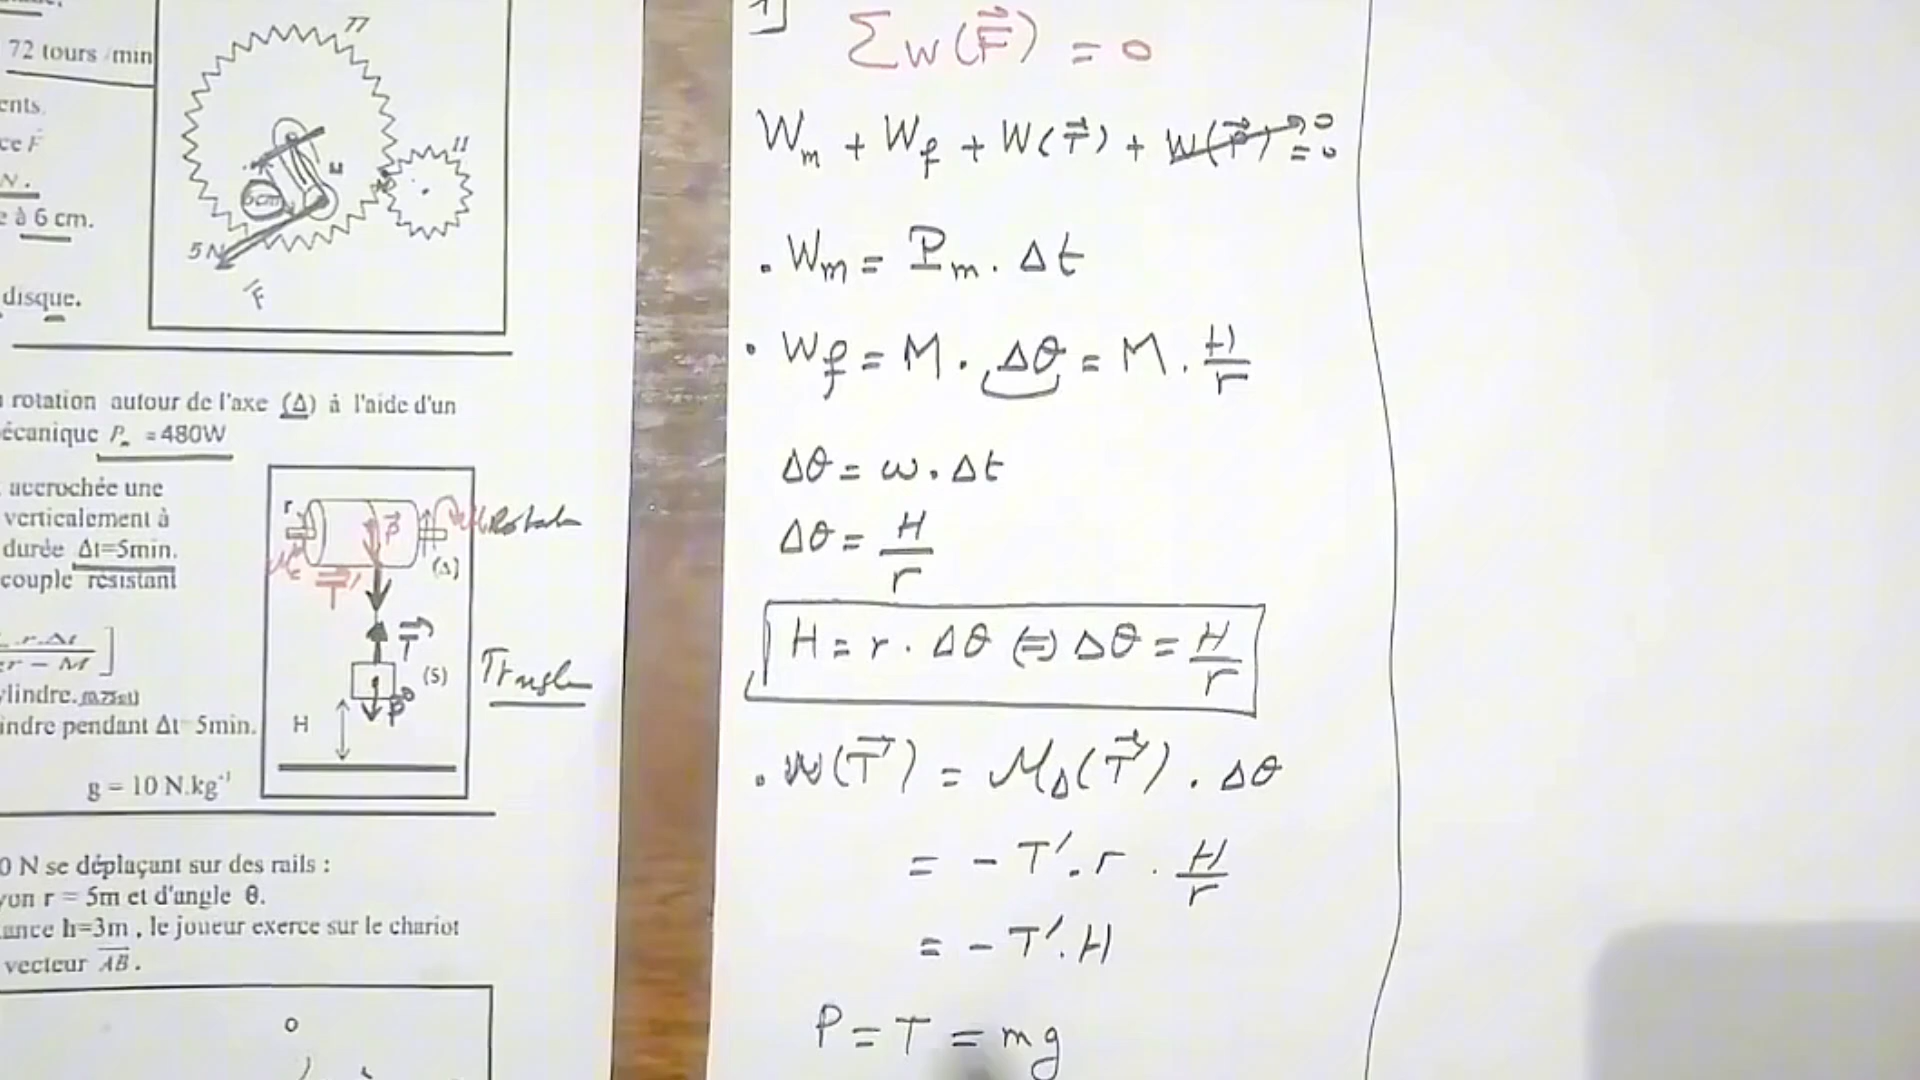 72 tours /min
ents.
ce F
N.
e à 6 cm.
disque.
77
11
M
6cm
5N
F
rotation autour de l'axe (Δ) à l'aide d'un
écanique Pₘ = 480W
accrochée une
verticalement à
durée Δt=5min.
couple résistant
r.Δt
r − M ]
ylindre.
indre pendant Δt 5min.
g = 10 N.kg⁻¹
r
P
(Δ)
T'
T
(S)
P
H
0 N se déplaçant sur des rails :
yon r = 5m et d'angle θ.
ance h=3m , le joueur exerce sur le chariot
vecteur AB .
O
1]
ΣW(F) = 0
Wm + Wf + W(T') + W(P) = 0
. Wm = Pm . Δt
. Wf = M . Δθ = M . H/r
Δθ = ω . Δt
Δθ = H/r
H = r . Δθ ⇔ Δθ = H/r
. W(T') = MΔ(T') . Δθ
= − T' . r . H/r
= − T' . H
P = T = mg